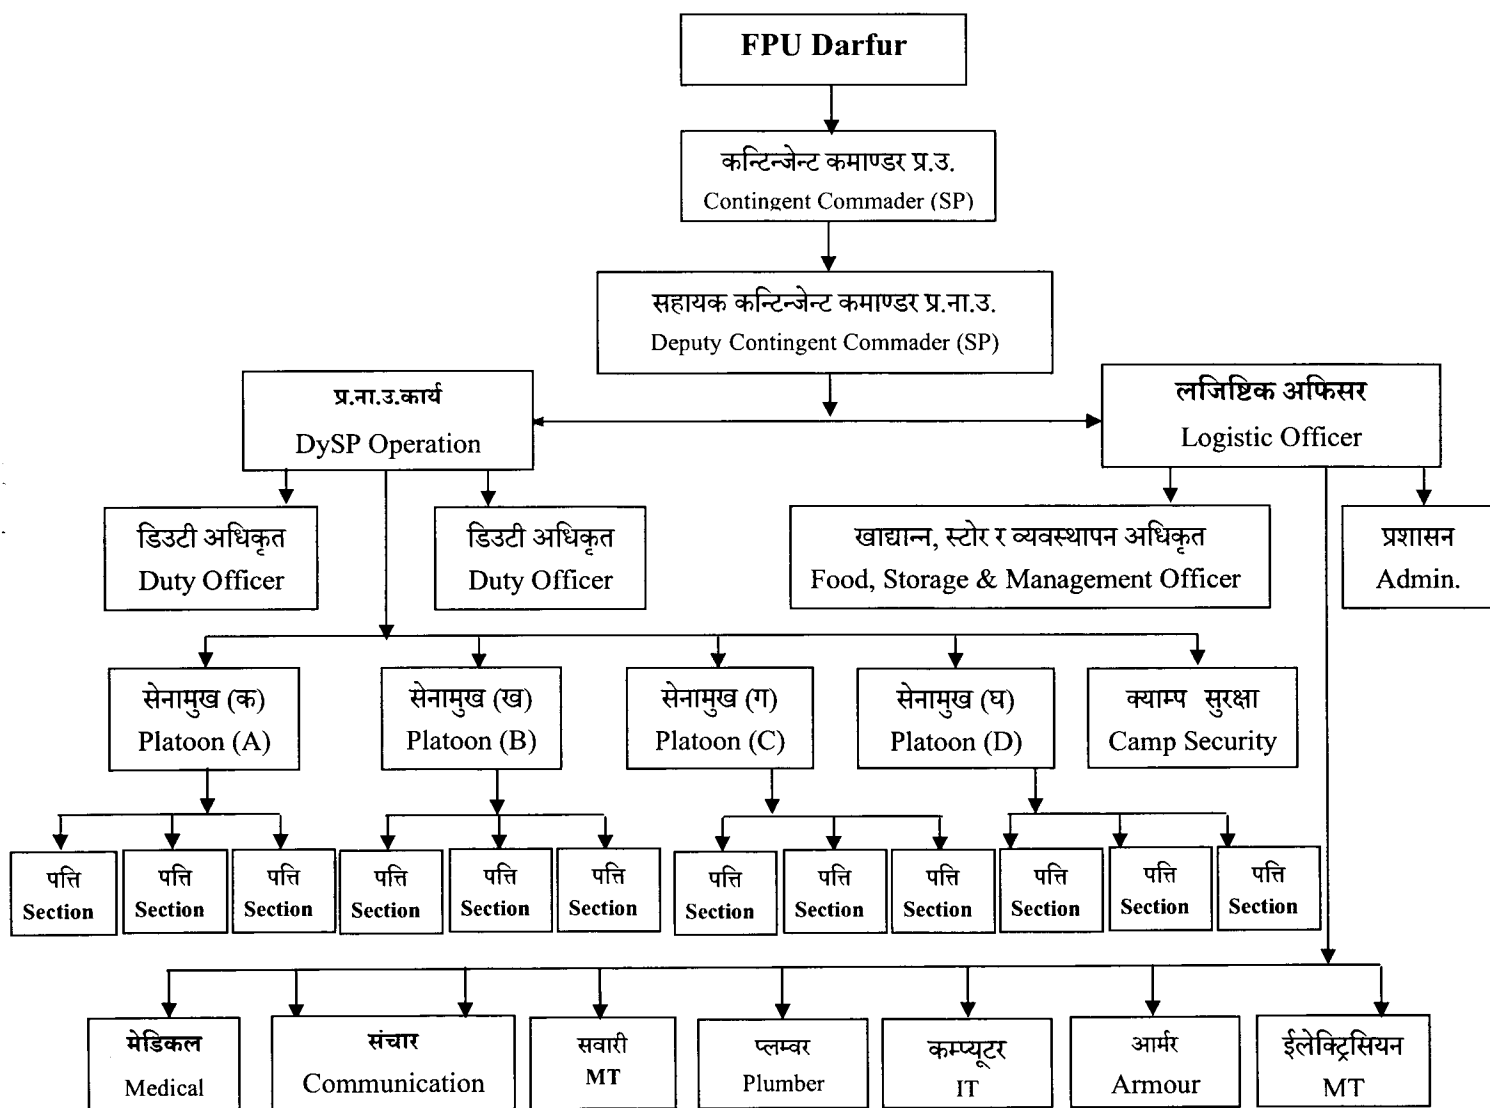 FPU Darfur
कन्टिन्जेन्ट कमाण्डर प्र.उ.
Contingent Commader (SP)
सहायक कन्टिन्जेन्ट कमाण्डर प्र.ना.उ.
Deputy Contingent Commader (SP)
प्र.ना.उ.कार्य
DySP Operation
लजिष्टिक अफिसर
Logistic Officer
डिउटी अधिकृत
Duty Officer
डिउटी अधिकृत
Duty Officer
खाद्यान्न, स्टोर र व्यवस्थापन अधिकृत
Food, Storage & Management Officer
प्रशासन
Admin.
सेनामुख (क)
Platoon (A)
सेनामुख (ख)
Platoon (B)
सेनामुख (ग)
Platoon (C)
सेनामुख (घ)
Platoon (D)
क्याम्प सुरक्षा
Camp Security
पत्ति
Section
पत्ति
Section
पत्ति
Section
पत्ति
Section
पत्ति
Section
पत्ति
Section
पत्ति
Section
पत्ति
Section
पत्ति
Section
पत्ति
Section
पत्ति
Section
पत्ति
Section
मेडिकल
Medical
संचार
Communication
सवारी
MT
प्लम्वर
Plumber
कम्प्यूटर
IT
आर्मर
Armour
ईलेक्ट्रिसियन
MT